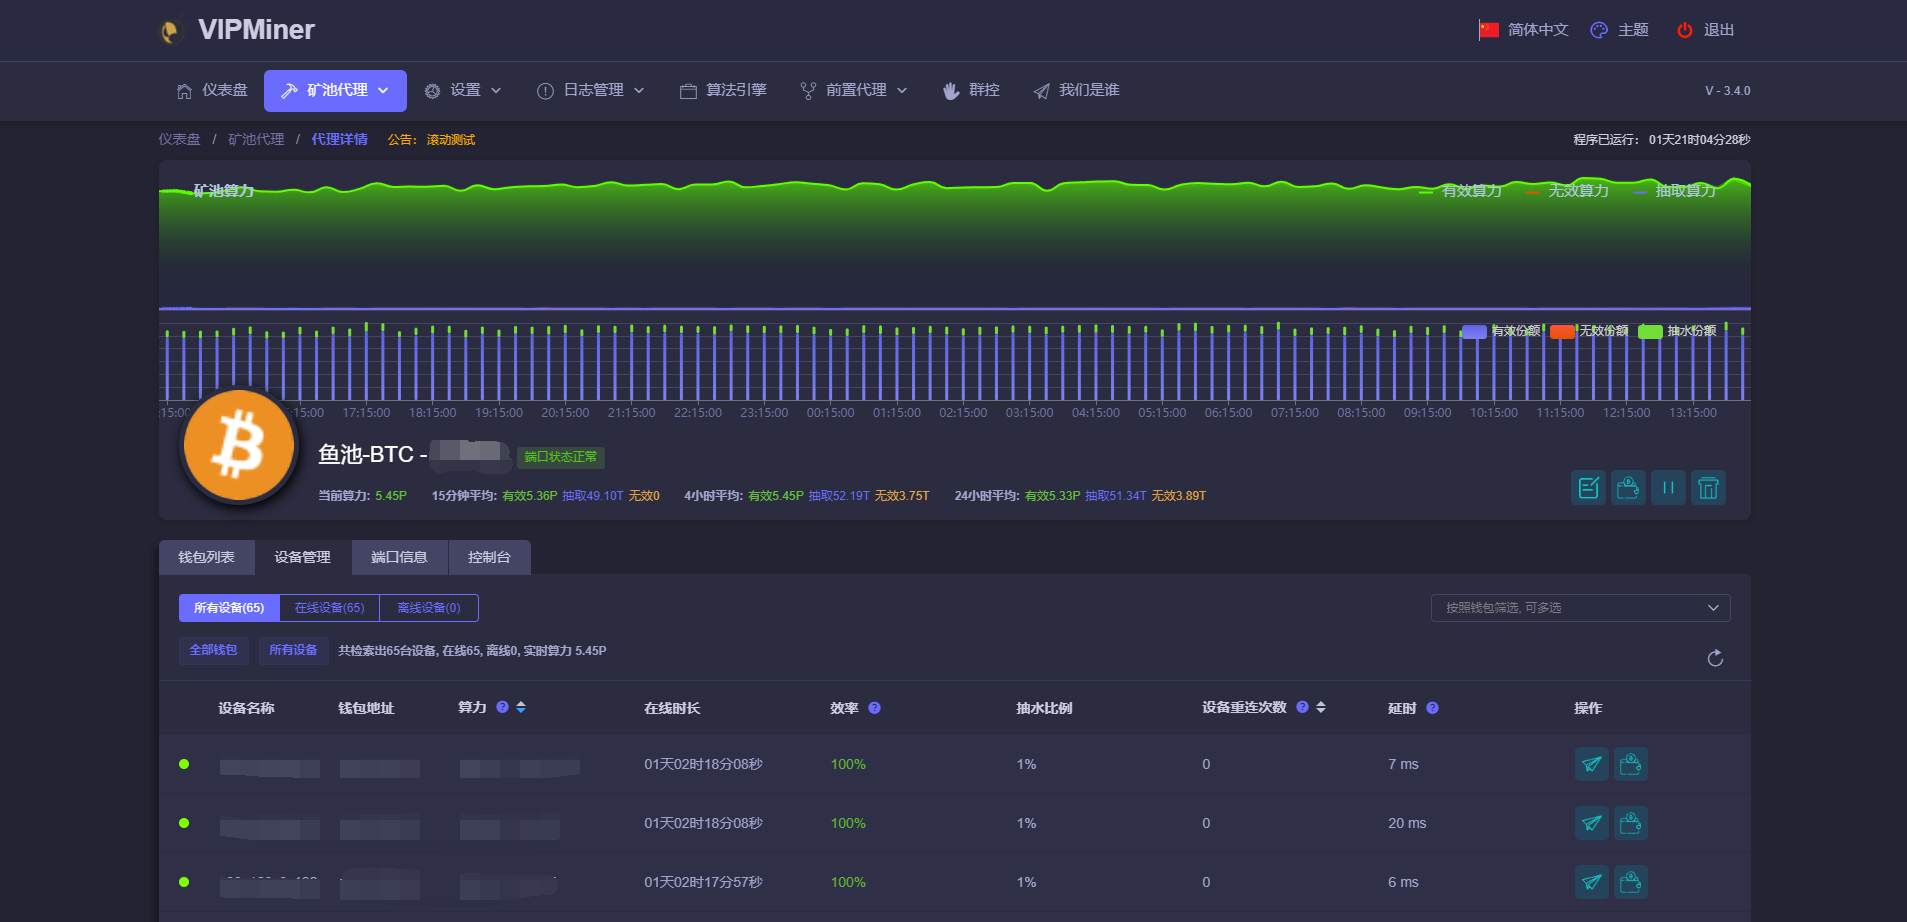 VIPMiner
简体中文 主题 退出
仪表盘 矿池代理 设置 日志管理 算法引擎 前置代理 群控 我们是谁 V - 3.4.0
仪表盘 / 矿池代理 / 代理详情 公告： 滚动测试 程序已运行： 01天21时04分28秒
矿池算力 有效算力 无效算力 抽取算力
有效份额 无效份额 抽水份额
:15:00 :15:00 17:15:00 18:15:00 19:15:00 20:15:00 21:15:00 22:15:00 23:15:00 00:15:00 01:15:00 02:15:00 03:15:00 04:15:00 05:15:00 06:15:00 07:15:00 08:15:00 09:15:00 10:15:00 11:15:00 12:15:00 13:15:00
鱼池-BTC - 端口状态正常
当前算力: 5.45P 15分钟平均: 有效5.36P 抽取49.10T 无效0 4小时平均: 有效5.45P 抽取52.19T 无效3.75T 24小时平均: 有效5.33P 抽取51.34T 无效3.89T
钱包列表 设备管理 端口信息 控制台
所有设备(65) 在线设备(65) 离线设备(0) 按照钱包筛选, 可多选
全部钱包 所有设备 共检索出65台设备, 在线65, 离线0, 实时算力 5.45P
设备名称 钱包地址 算力 在线时长 效率 抽水比例 设备重连次数 延时 操作
01天02时18分08秒 100% 1% 0 7 ms
01天02时18分08秒 100% 1% 0 20 ms
01天02时17分57秒 100% 1% 0 6 ms